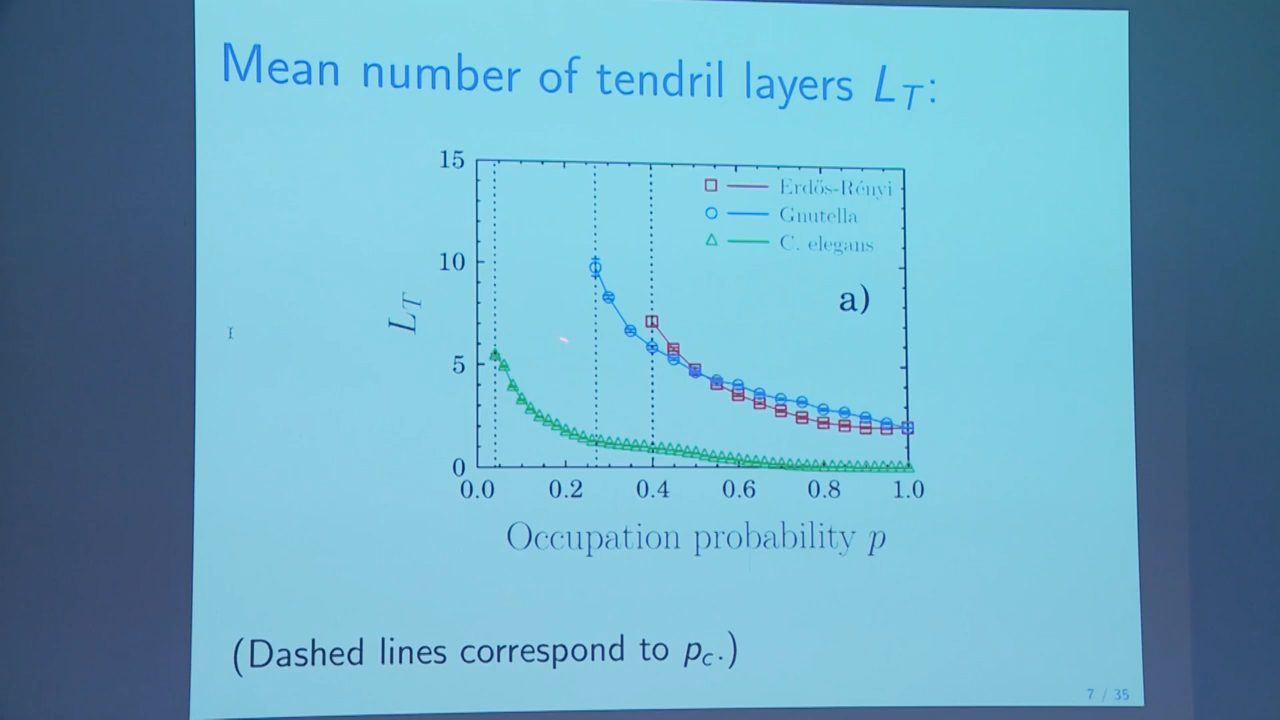 Mean number of tendril layers L_T:
15
10
5
0
L_T
Erdős-Rényi
Gnutella
C. elegans
a)
0.0 0.2 0.4 0.6 0.8 1.0
Occupation probability p
(Dashed lines correspond to p_c.)
7 / 35